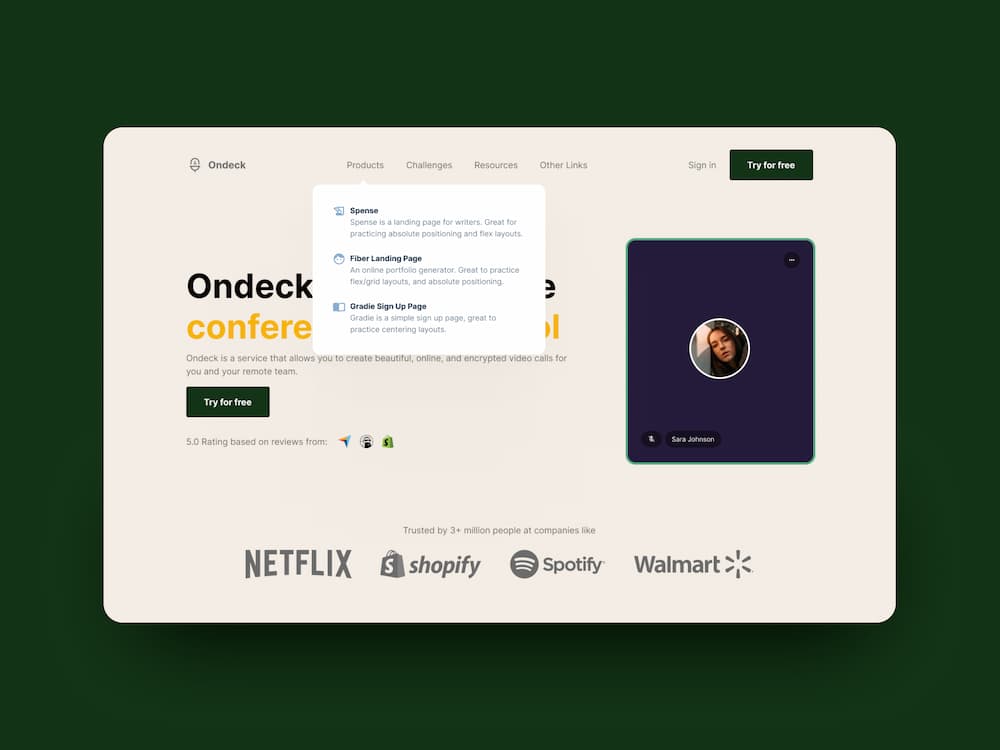 Ondeck
Products
Challenges
Resources
Other Links
Sign in
Try for free
Spense
Spense is a landing page for writers. Great for
practicing absolute positioning and flex layouts.
Fiber Landing Page
An online portfolio generator. Great to practice
flex/grid layouts, and absolute positioning.
Gradie Sign Up Page
Gradie is a simple sign up page, great to
practice centering layouts.
Ondeck
Ondeck is a service that allows you to create beautiful, online, and encrypted video calls for
you and your remote team.
Try for free
5.0 Rating based on reviews from:
Sara Johnson
Trusted by 3+ million people at companies like
NETFLIX
shopify
Spotify
Walmart